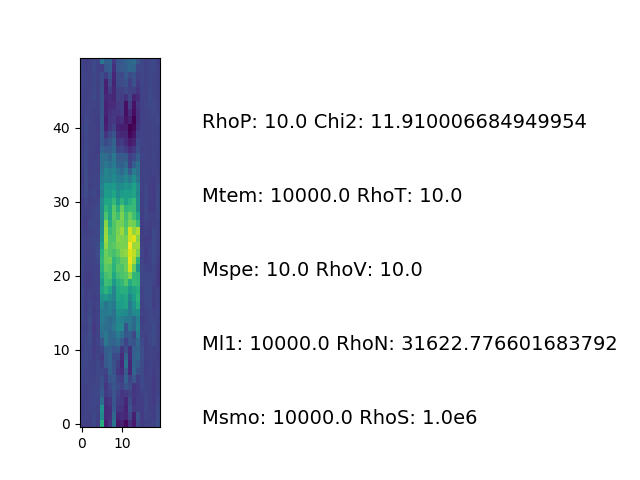 RhoP: 10.0 Chi2: 11.910006684949954
40
Mtem: 10000.0 RhoT: 10.0
30
Mspe: 10.0 RhoV: 10.0
20
Ml1: 10000.0 RhoN: 31622.776601683792
10
Msmo: 10000.0 RhoS: 1.0e6
0
0 10